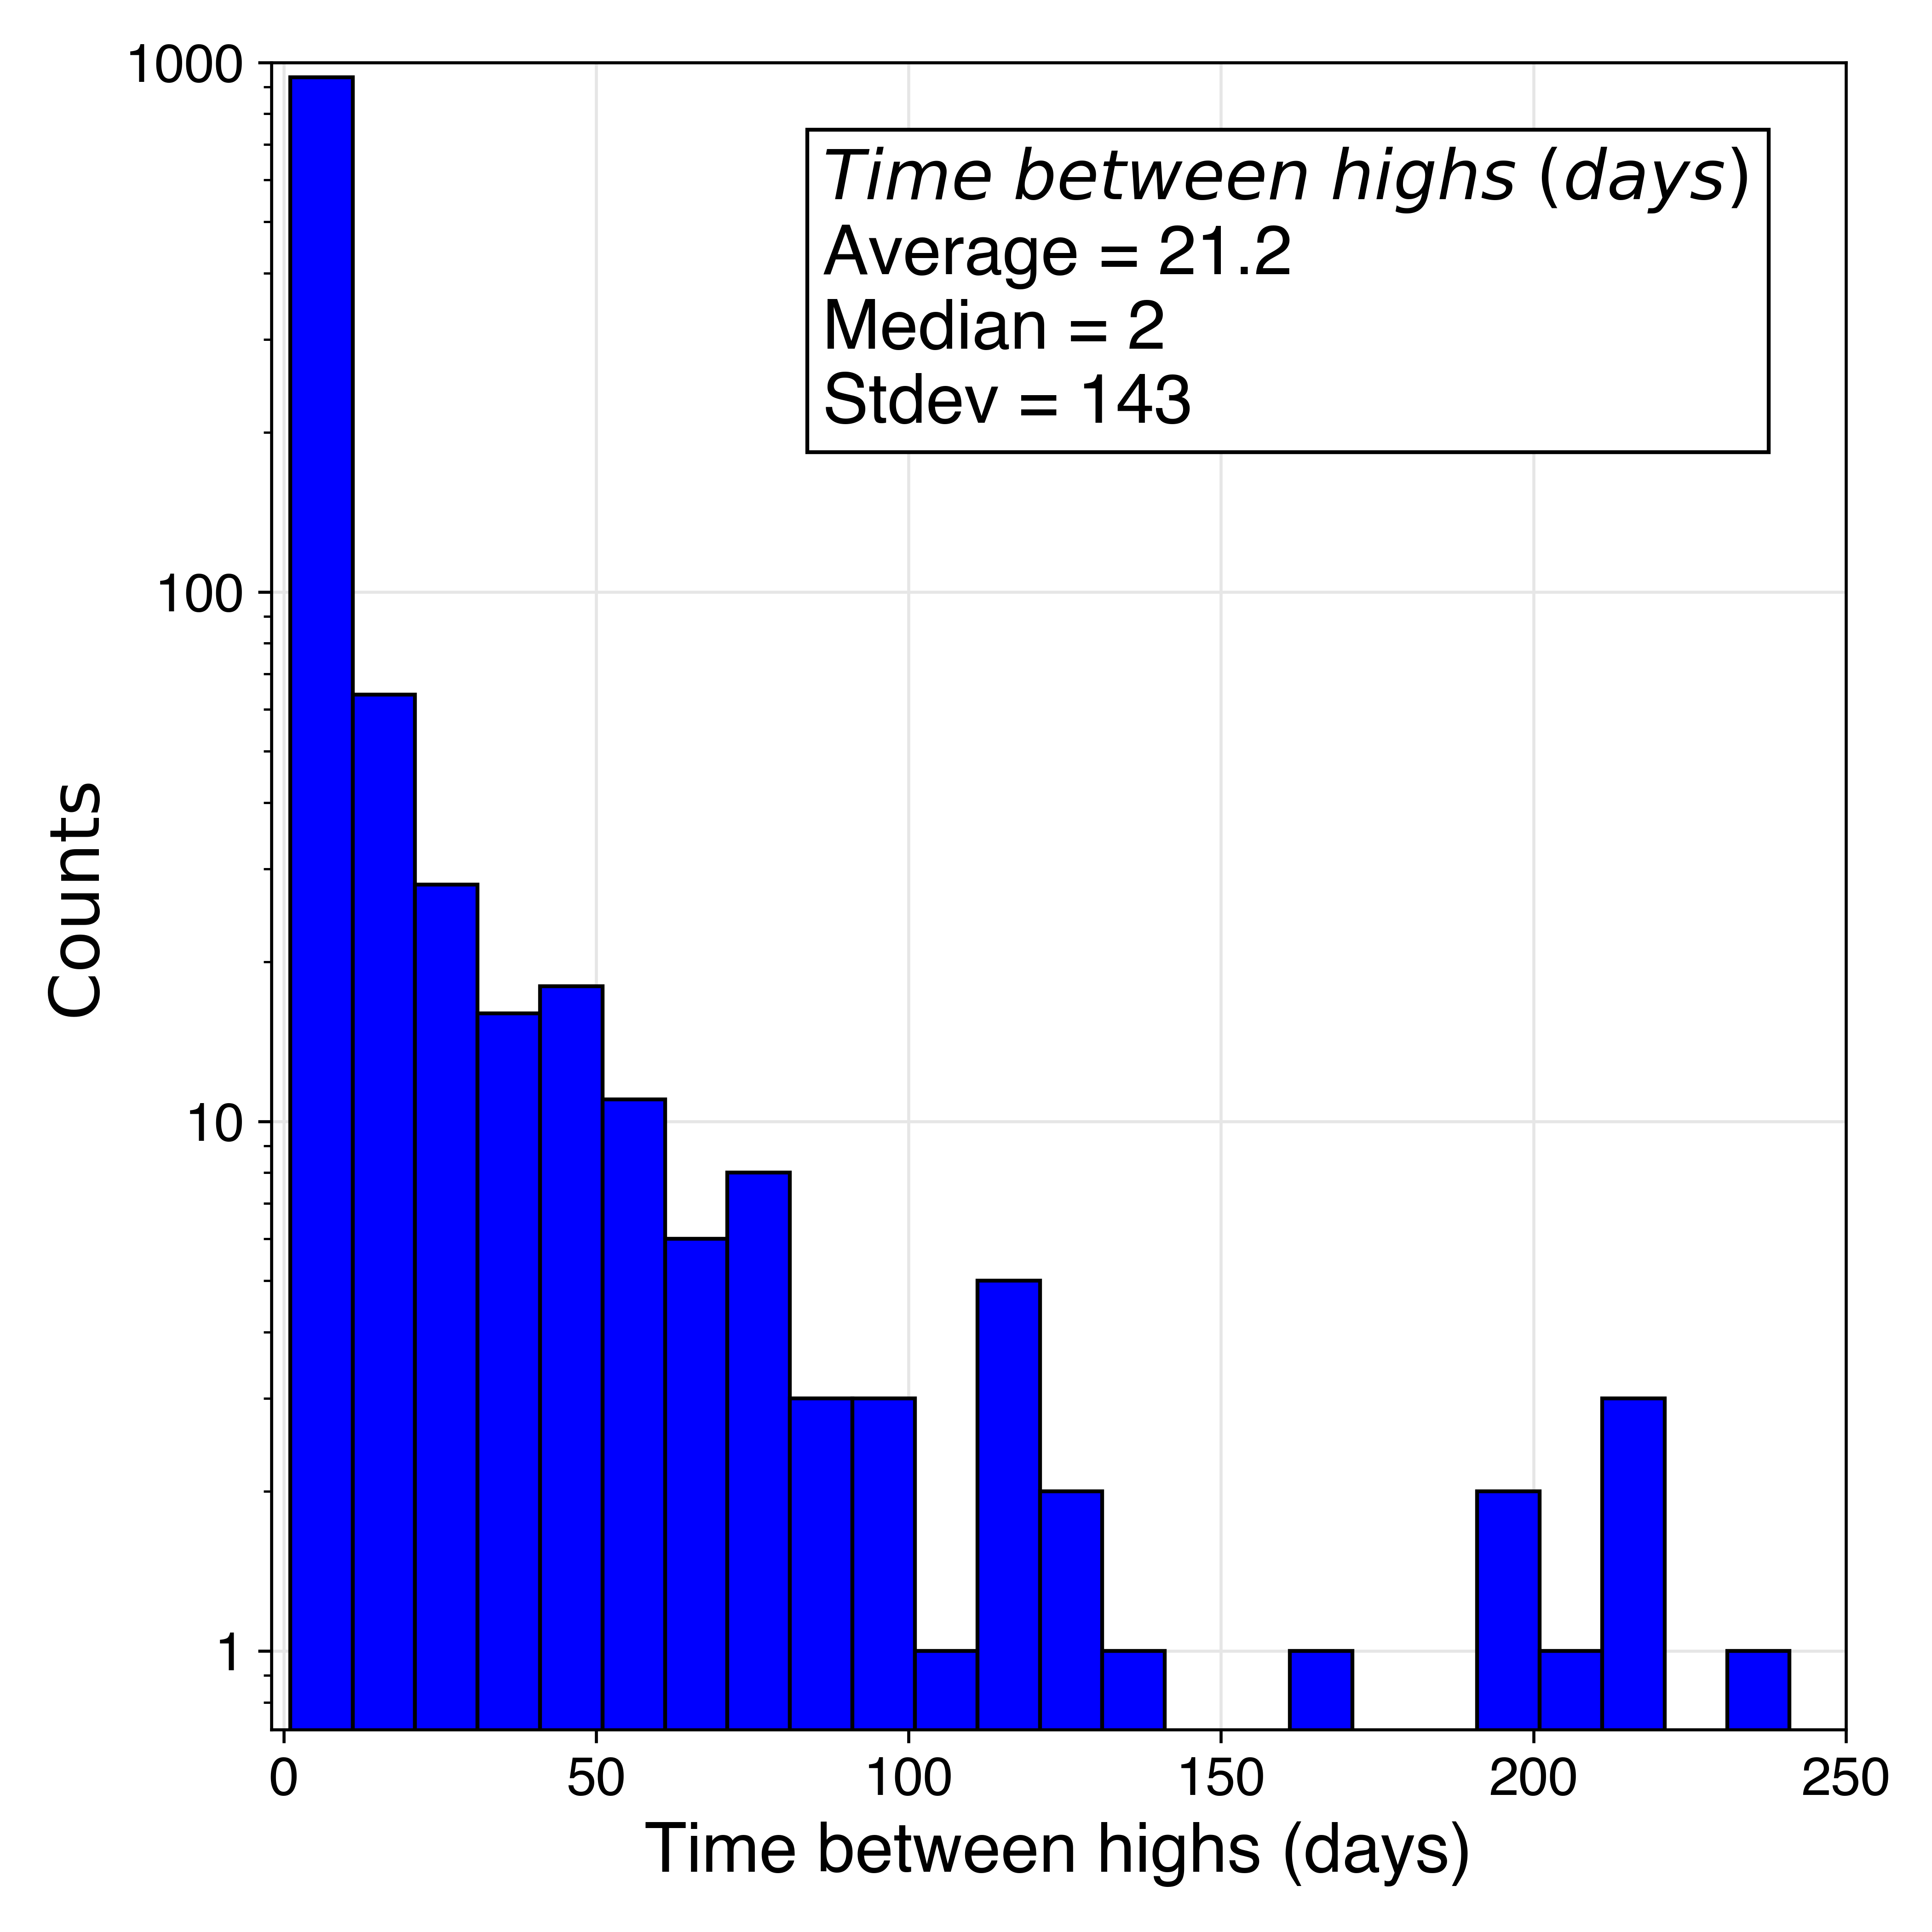 1000
Time between highs (days)
Average = 21.2
Median = 2
Stdev = 143
100
Counts
10
1
0 50 100 150 200 250
Time between highs (days)